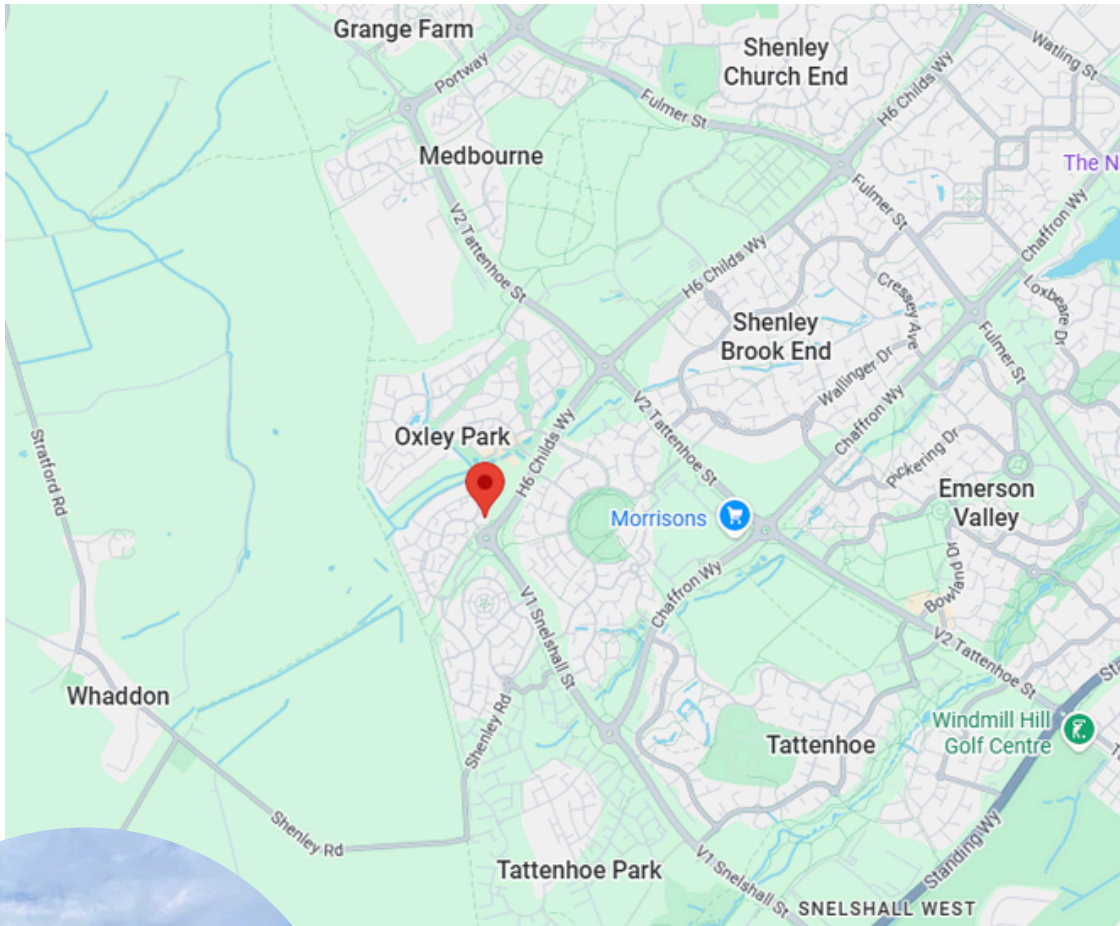 Grange Farm
Portway
Shenley
Church End
Watling St
Fulmer St
H6 Childs Wy
Medbourne
The N
Fulmer St
Chaffron Wy
V2 Tattenhoe St
H6 Childs Wy
Cressey Ave
Loxbeare Dr
Shenley
Brook End
Fulmer St
Wallinger Dr
V2 Tattenhoe St
Chaffron Wy
Oxley Park
H6 Childs Wy
Stratford Rd
Pickering Dr
Emerson
Valley
Morrisons
Bowland Dr
Chaffron Wy
V1 Snelshall St
V2 Tattenhoe St
Sta
Whaddon
Shenley Rd
Windmill Hill
Golf Centre
Ta
Tattenhoe
Shenley Rd
Tattenhoe Park
V1 Snelshall St
Standing Wy
SNELSHALL WEST